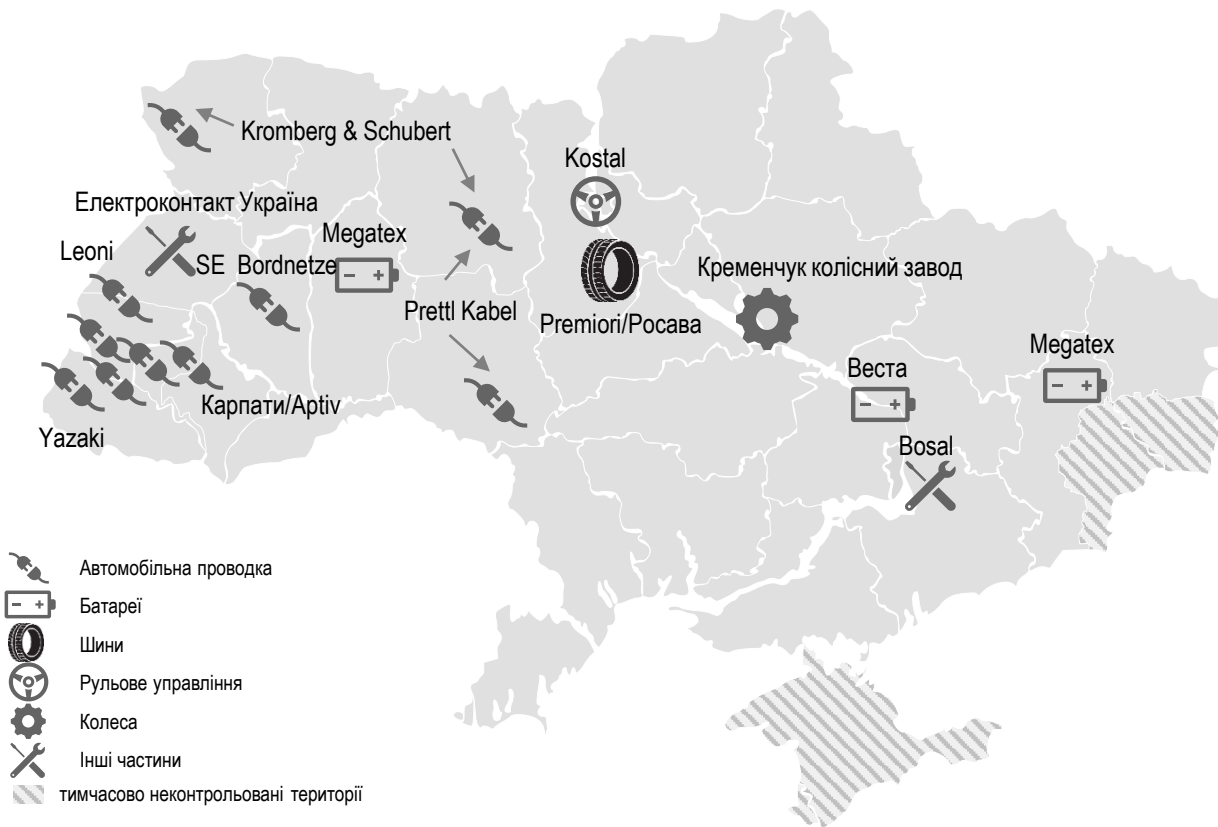 Kromberg & Schubert
Kostal
Електроконтакт Україна
Leoni
SE Bordnetze
Megatex
Кременчук колісний завод
Prettl Kabel
Premiori/Росава
Веста
Megatex
Карпати/Aptiv
Yazaki
Bosal
Автомобільна проводка
Батареї
Шини
Рульове управління
Колеса
Інші частини
тимчасово неконтрольовані території